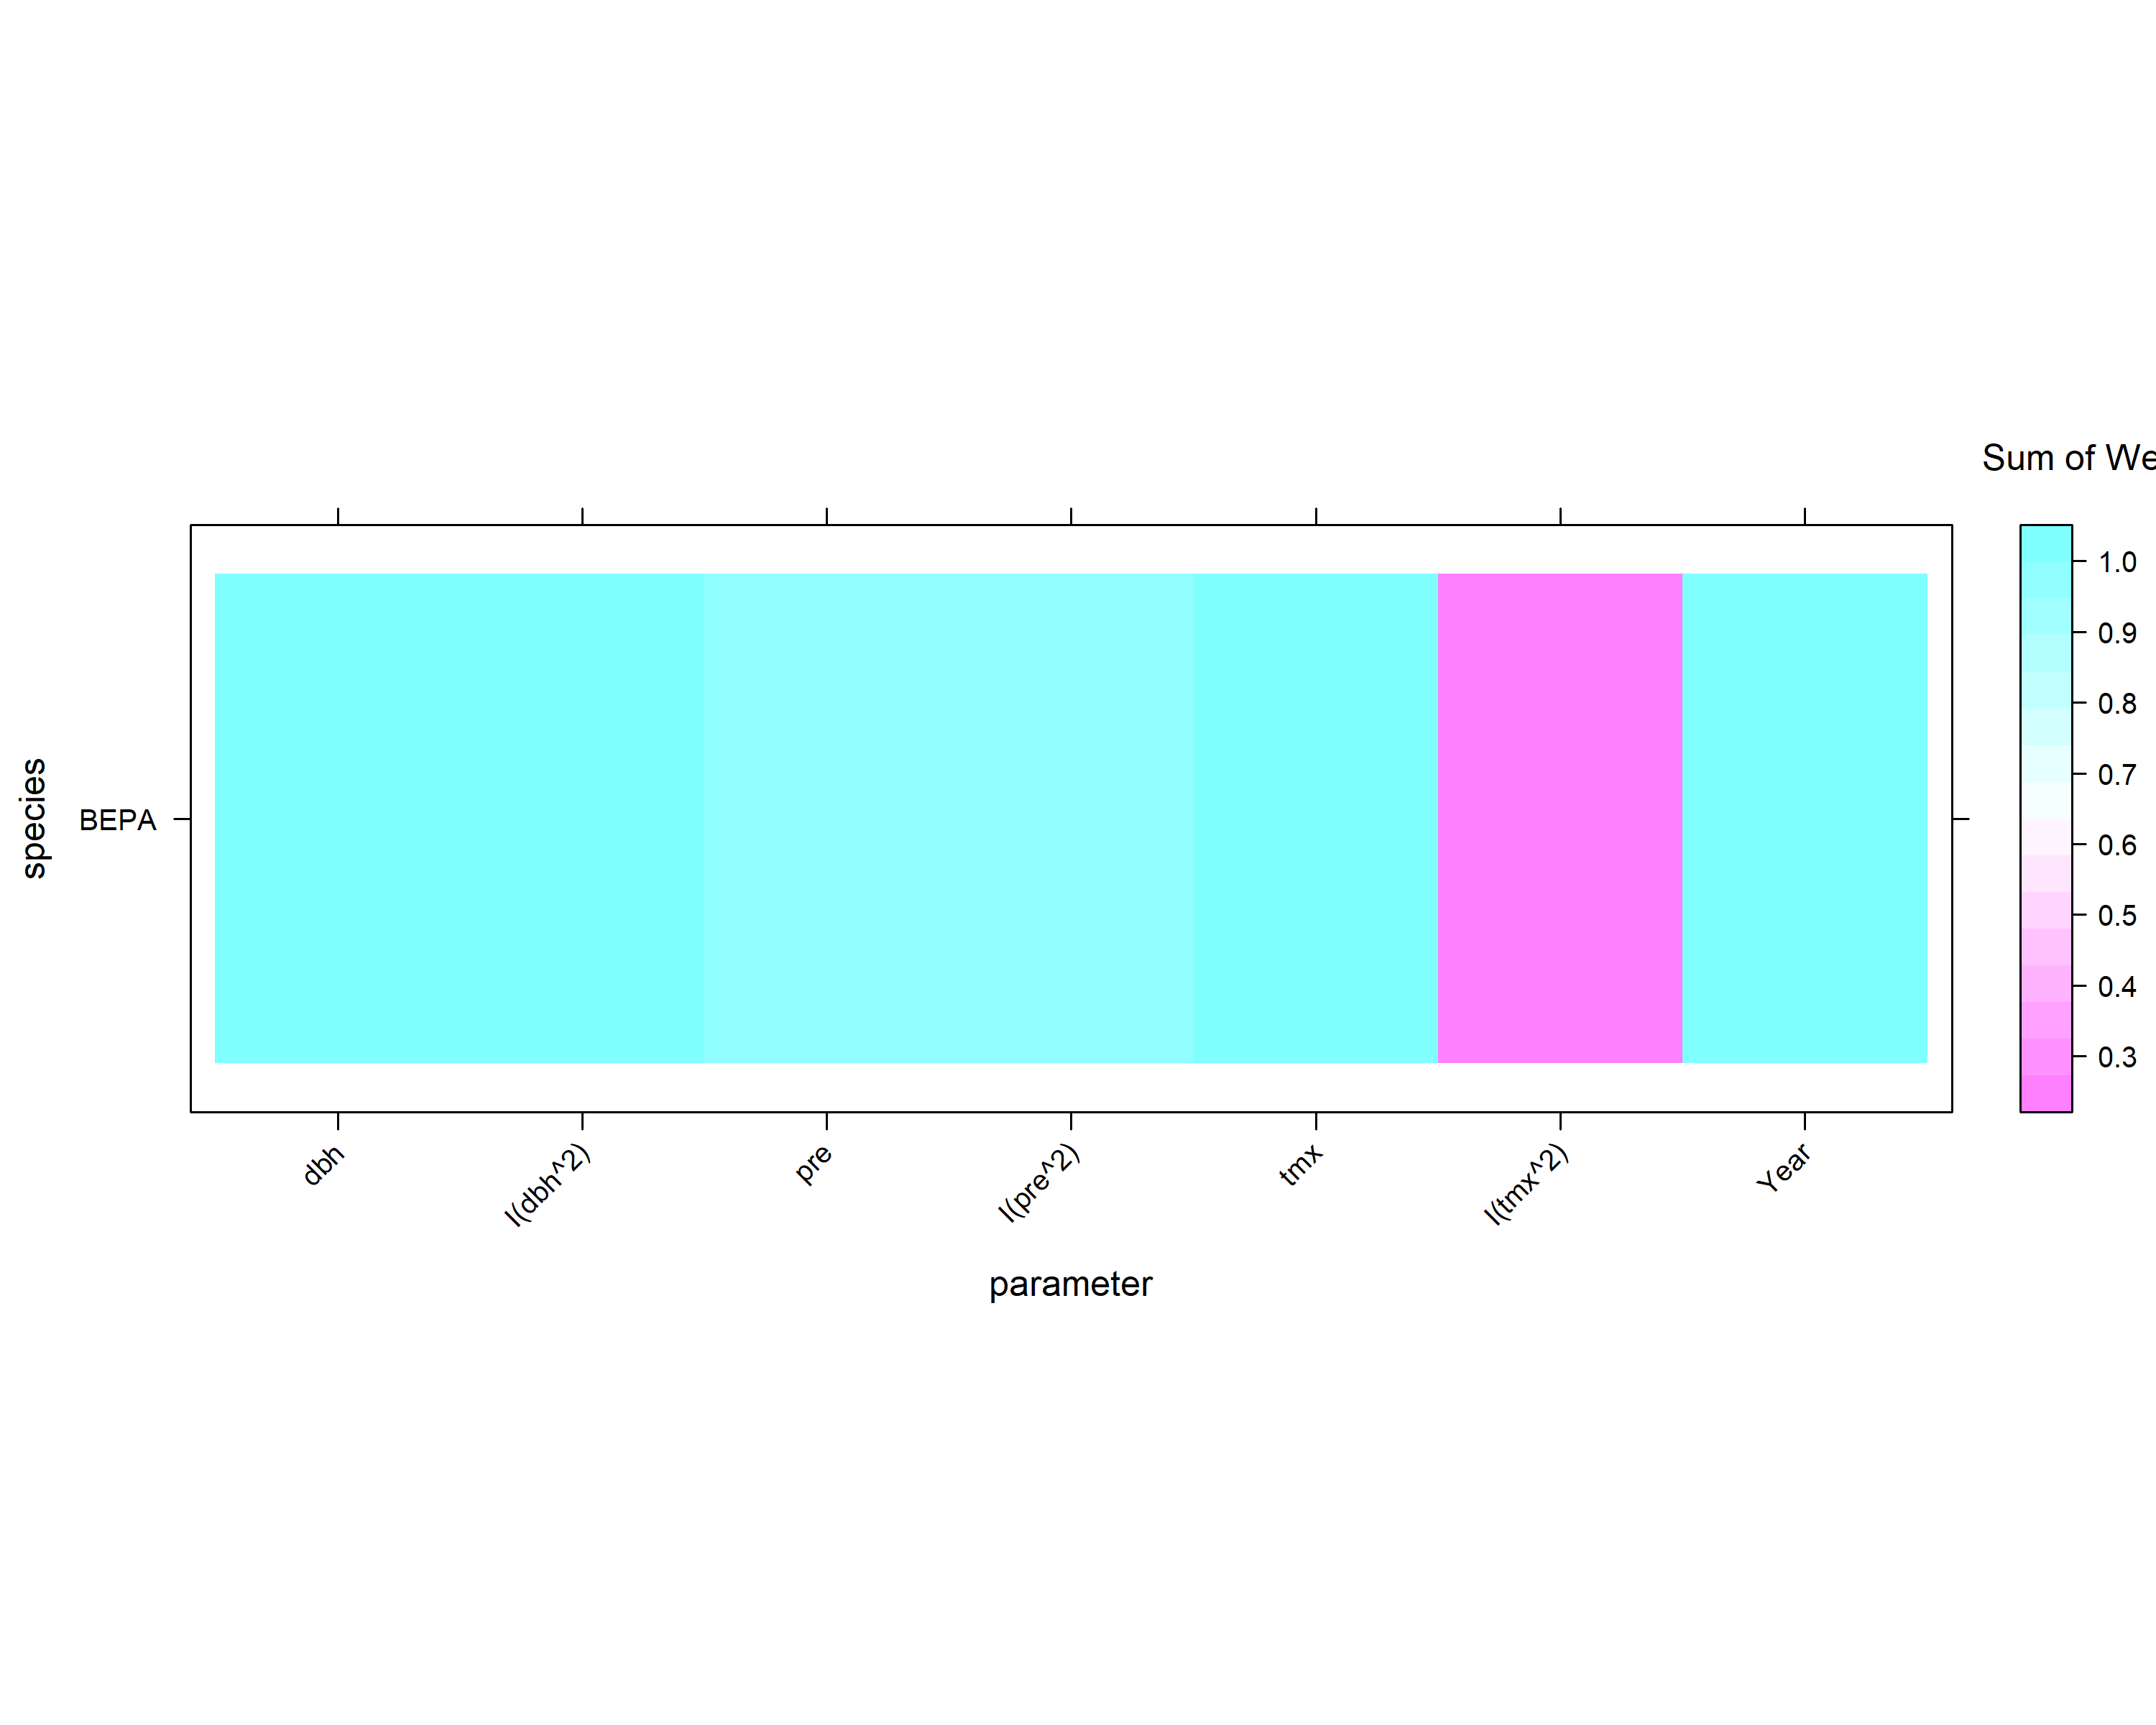 Sum of We
1.0
0.9
0.8
0.7
0.6
0.5
0.4
0.3
species
BEPA
dbh
I(dbh^2)
pre
I(pre^2)
tmx
I(tmx^2)
Year
parameter